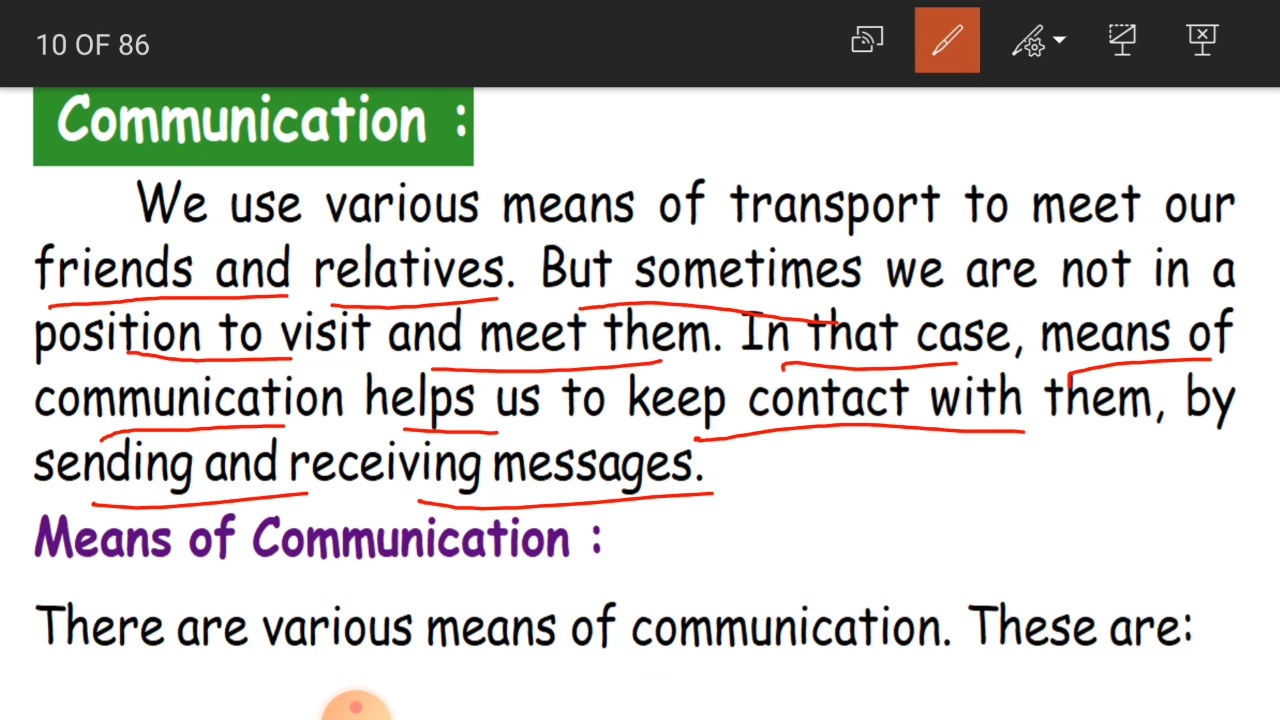 10 OF 86
Communication :
We use various means of transport to meet our
friends and relatives. But sometimes we are not in a
position to visit and meet them. In that case, means of
communication helps us to keep contact with them, by
sending and receiving messages.
Means of Communication :
There are various means of communication. These are: